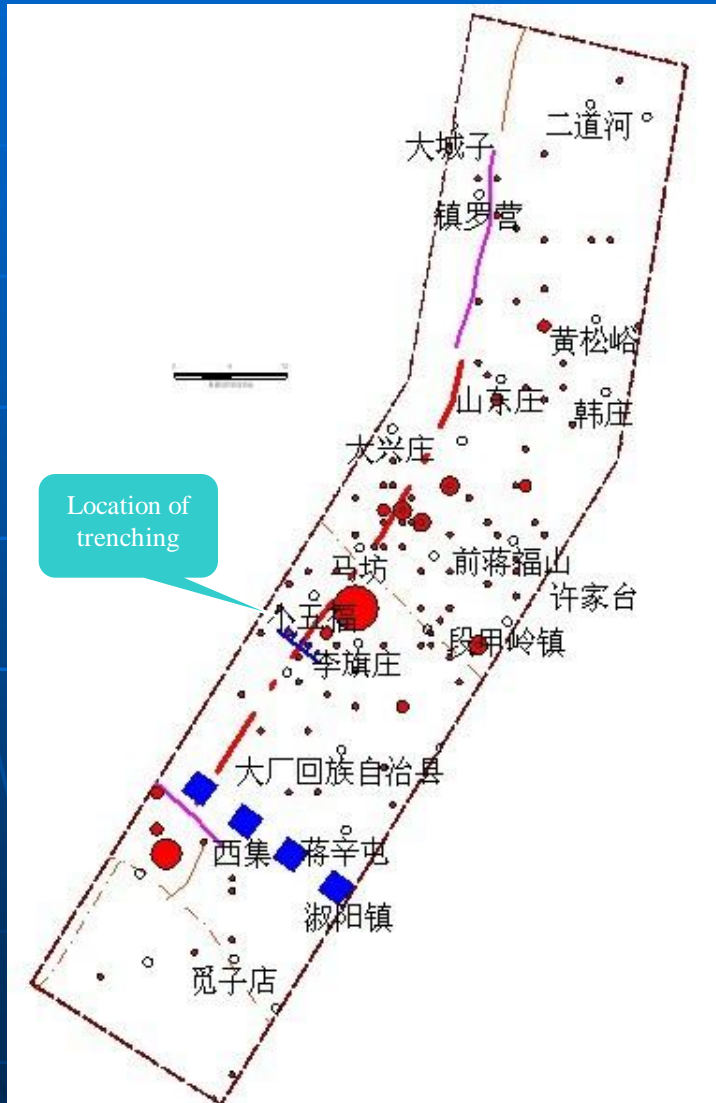 二道河
大城子
镇罗营
黄松峪
山东庄
韩庄
大兴庄
Location of
trenching
马坊
前蒋福山
许家台
小五福
段甲岭镇
李旗庄
大厂回族自治县
西集
蒋辛屯
淑阳镇
觅子店